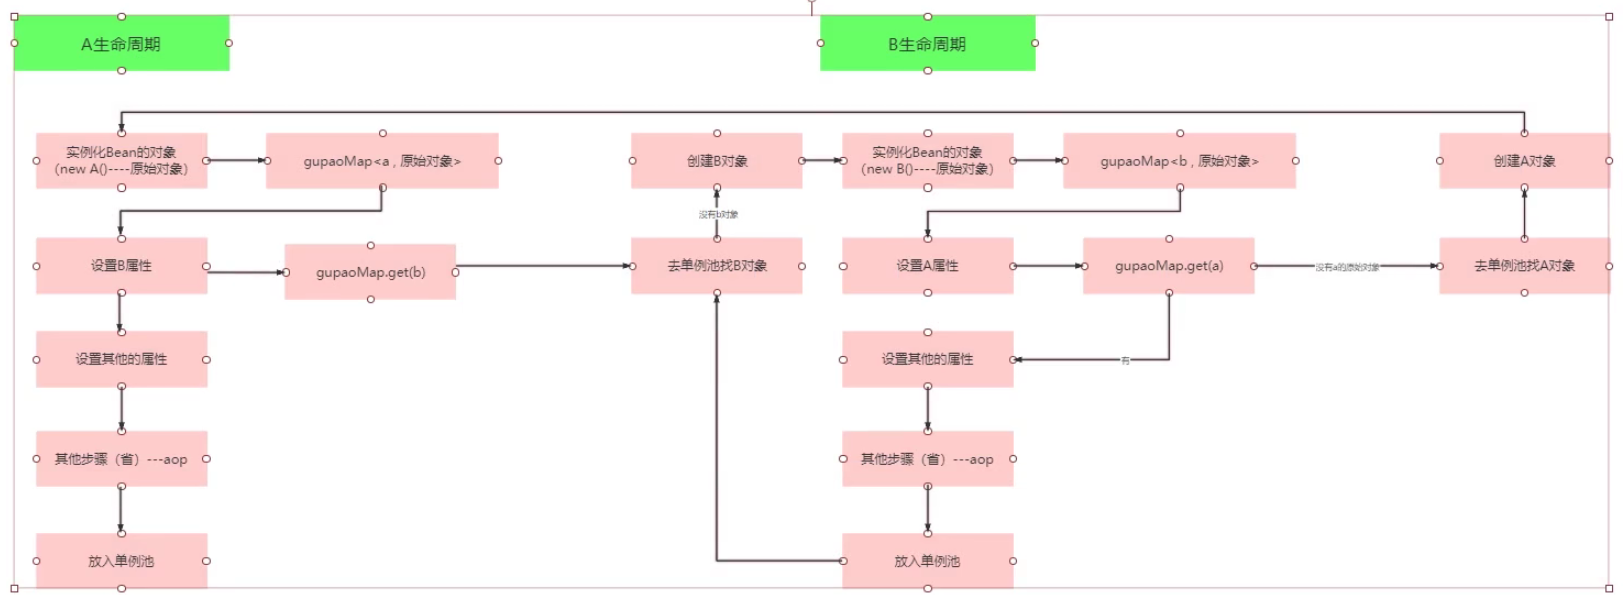 A生命周期
B生命周期
实例化Bean的对象
（new A()----原始对象）
gupaoMap<a , 原始对象>
创建B对象
实例化Bean的对象
（new B()----原始对象）
gupaoMap<b , 原始对象>
创建A对象
没有b对象
设置B属性
gupaoMap.get(b)
去单例池找B对象
设置A属性
gupaoMap.get(a)
没有a的原始对象
去单例池找A对象
设置其他的属性
设置其他的属性
有
其他步骤（省）---aop
其他步骤（省）---aop
放入单例池
放入单例池